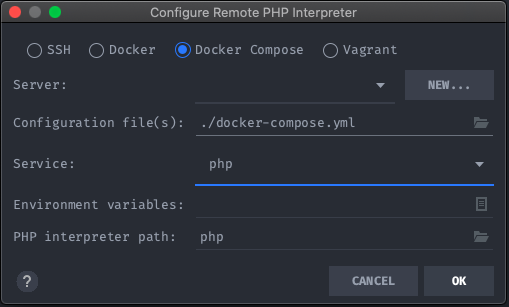 Configure Remote PHP Interpreter
SSH Docker Docker Compose Vagrant
Server: NEW...
Configuration file(s): ./docker-compose.yml
Service: php
Environment variables:
PHP interpreter path: php
? CANCEL OK